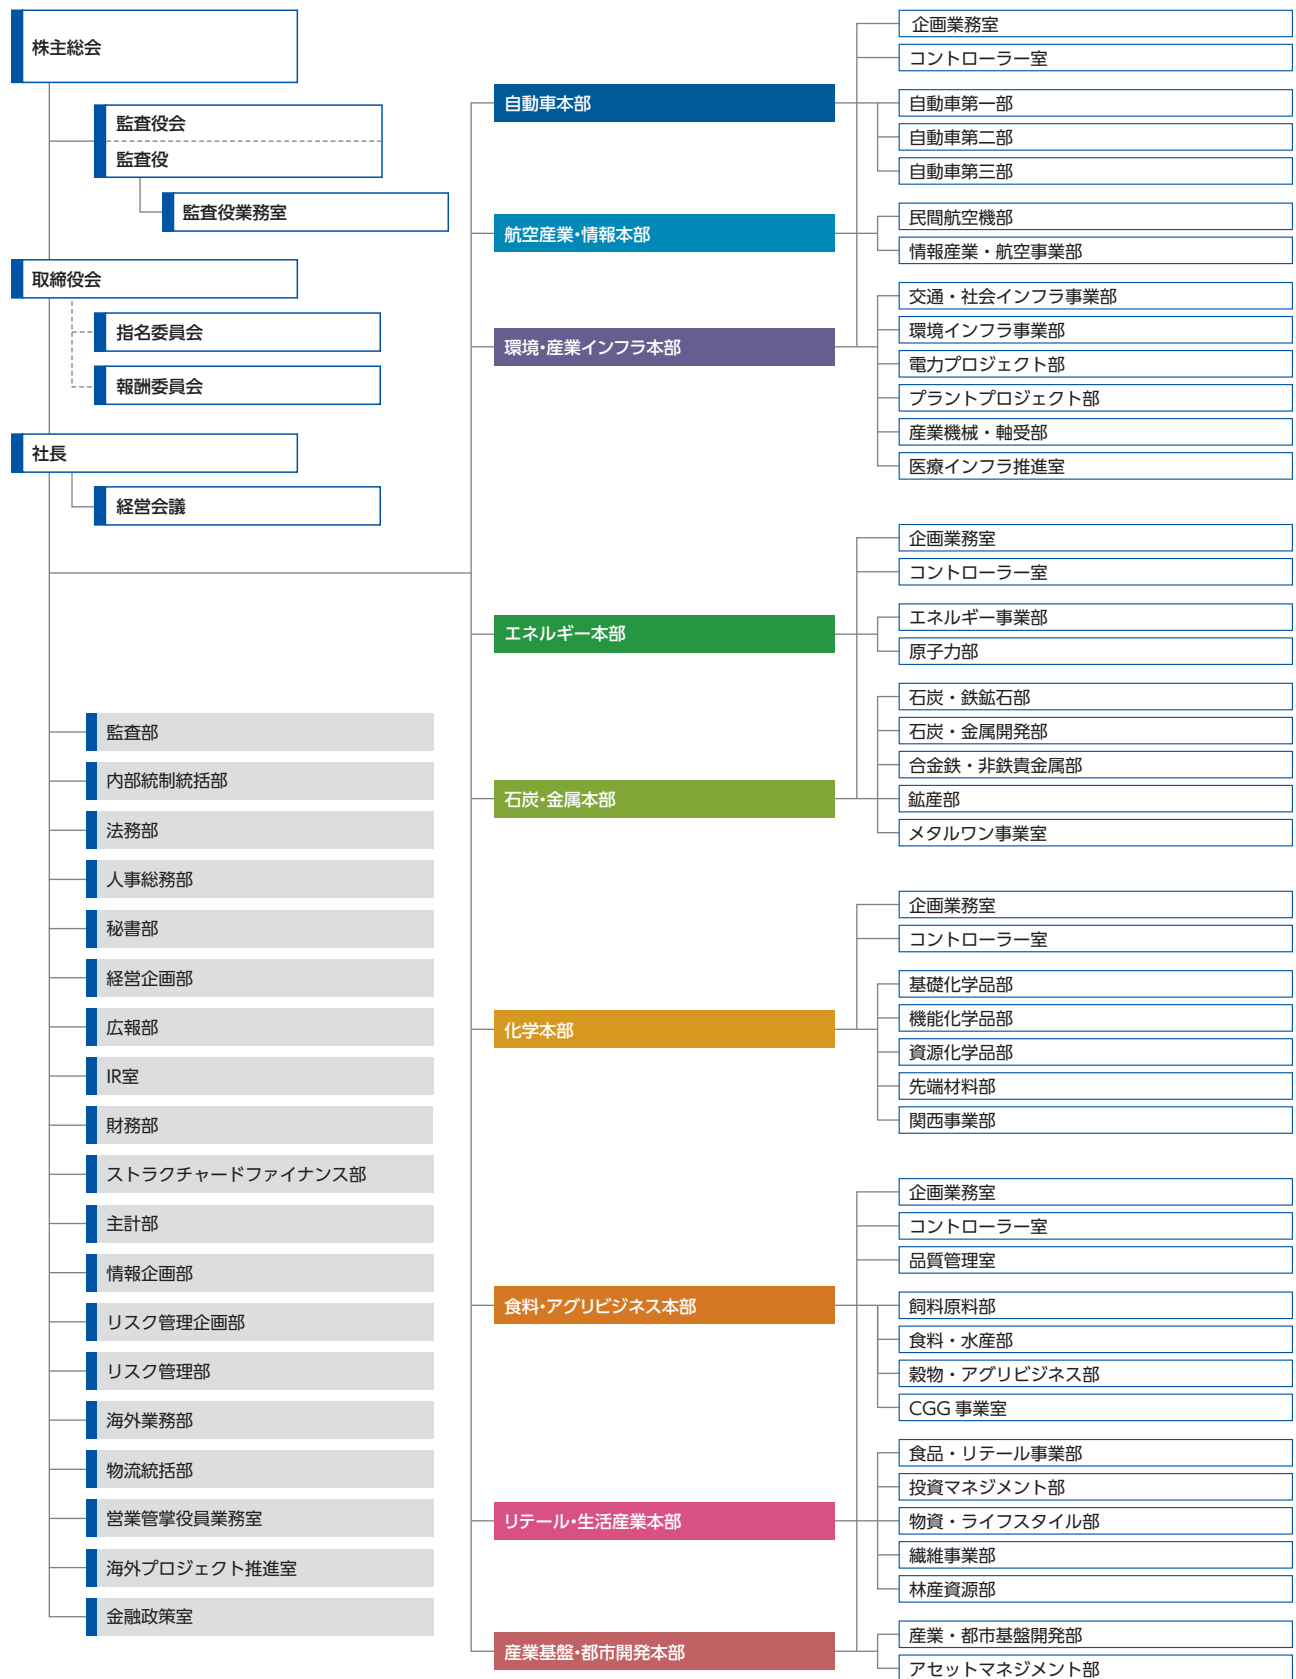 株主総会
監査役会
監査役
監査役業務室
取締役会
指名委員会
報酬委員会
社長
経営会議
監査部
内部統制統括部
法務部
人事総務部
秘書部
経営企画部
広報部
IR室
財務部
ストラクチャードファイナンス部
主計部
情報企画部
リスク管理企画部
リスク管理部
海外業務部
物流統括部
営業管掌役員業務室
海外プロジェクト推進室
金融政策室
自動車本部
航空産業・情報本部
環境・産業インフラ本部
エネルギー本部
石炭・金属本部
化学本部
食料・アグリビジネス本部
リテール・生活産業本部
産業基盤・都市開発本部
企画業務室
コントローラー室
自動車第一部
自動車第二部
自動車第三部
民間航空機部
情報産業・航空事業部
交通・社会インフラ事業部
環境インフラ事業部
電力プロジェクト部
プラントプロジェクト部
産業機械・軸受部
医療インフラ推進室
企画業務室
コントローラー室
エネルギー事業部
原子力部
石炭・鉄鉱石部
石炭・金属開発部
合金鉄・非鉄貴金属部
鉱産部
メタルワン事業室
企画業務室
コントローラー室
基礎化学品部
機能化学品部
資源化学品部
先端材料部
関西事業部
企画業務室
コントローラー室
品質管理室
飼料原料部
食料・水産部
穀物・アグリビジネス部
CGG 事業室
食品・リテール事業部
投資マネジメント部
物資・ライフスタイル部
繊維事業部
林産資源部
産業・都市基盤開発部
アセットマネジメント部